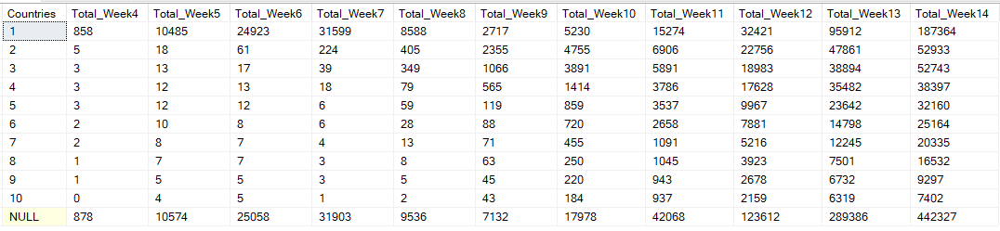 Countries Total_Week4 Total_Week5 Total_Week6 Total_Week7 Total_Week8 Total_Week9 Total_Week10 Total_Week11 Total_Week12 Total_Week13 Total_Week14
1 858 10485 24923 31599 8588 2717 5230 15274 32421 95912 187364
2 5 18 61 224 405 2355 4755 6906 22756 47861 52933
3 3 13 17 39 349 1066 3891 5891 18983 38894 52743
4 3 12 13 18 79 565 1414 3786 17628 35482 38397
5 3 12 12 6 59 119 859 3537 9967 23642 32160
6 2 10 8 6 28 88 720 2658 7881 14798 25164
7 2 8 7 4 13 71 455 1091 5216 12245 20335
8 1 7 7 3 8 63 250 1045 3923 7501 16532
9 1 5 5 3 5 45 220 943 2678 6732 9297
10 0 4 5 1 2 43 184 937 2159 6319 7402
NULL 878 10574 25058 31903 9536 7132 17978 42068 123612 289386 442327